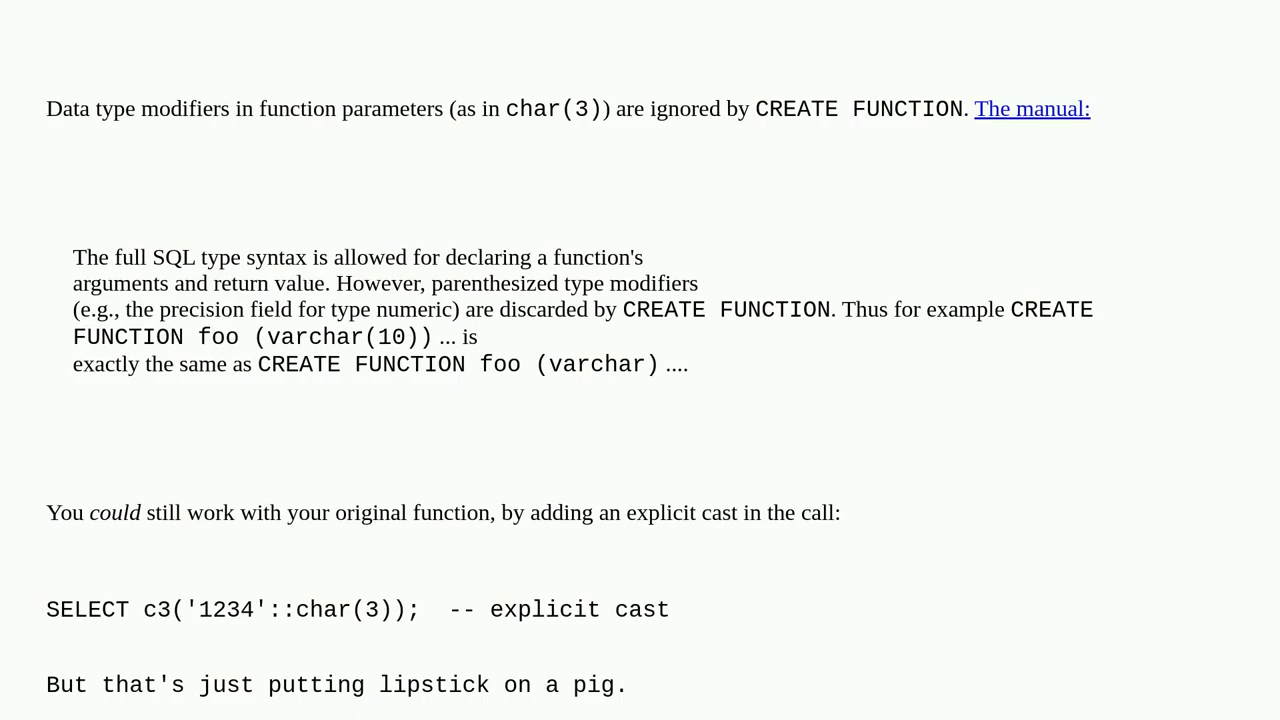 Data type modifiers in function parameters (as in char(3)) are ignored by CREATE FUNCTION. The manual:
The full SQL type syntax is allowed for declaring a function's
arguments and return value. However, parenthesized type modifiers
(e.g., the precision field for type numeric) are discarded by CREATE FUNCTION. Thus for example CREATE
FUNCTION foo (varchar(10)) ... is
exactly the same as CREATE FUNCTION foo (varchar) ....
You could still work with your original function, by adding an explicit cast in the call:
SELECT c3('1234'::char(3));  -- explicit cast
But that's just putting lipstick on a pig.